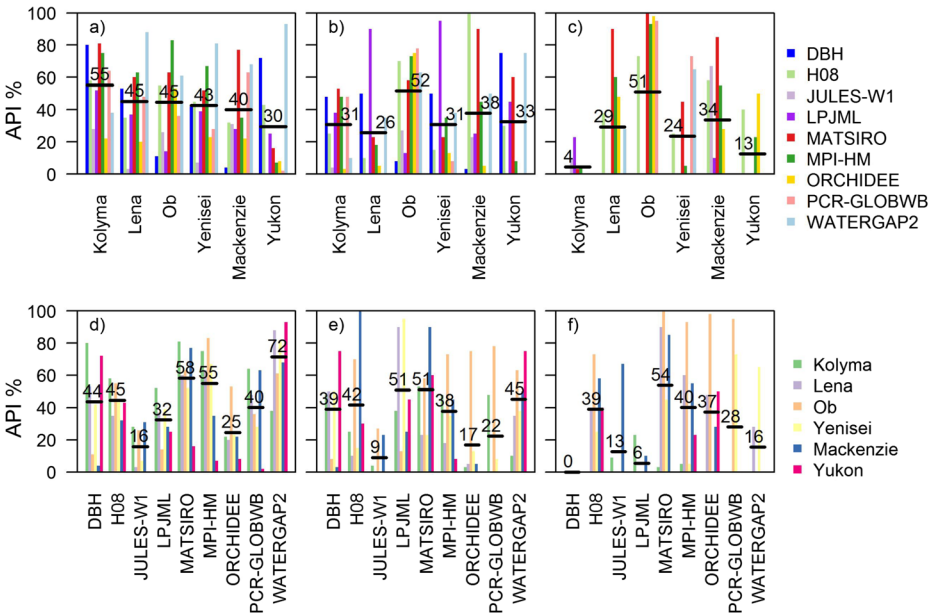 API %
100
80
60
40
20
0
a)
55
45
45
43
40
30
Kolyma
Lena
Ob
Yenisei
Mackenzie
Yukon
b)
31
26
52
31
38
33
Kolyma
Lena
Ob
Yenisei
Mackenzie
Yukon
c)
4
29
51
24
34
13
Kolyma
Lena
Ob
Yenisei
Mackenzie
Yukon
DBH
H08
JULES-W1
LPJML
MATSIRO
MPI-HM
ORCHIDEE
PCR-GLOBWB
WATERGAP2
API %
100
80
60
40
20
0
d)
44
45
16
32
58
55
25
40
72
DBH
H08
JULES-W1
LPJML
MATSIRO
MPI-HM
ORCHIDEE
PCR-GLOBWB
WATERGAP2
e)
39
42
9
51
51
38
17
22
45
DBH
H08
JULES-W1
LPJML
MATSIRO
MPI-HM
ORCHIDEE
PCR-GLOBWB
WATERGAP2
f)
0
39
13
6
54
40
37
28
16
DBH
H08
JULES-W1
LPJML
MATSIRO
MPI-HM
ORCHIDEE
PCR-GLOBWB
WATERGAP2
Kolyma
Lena
Ob
Yenisei
Mackenzie
Yukon